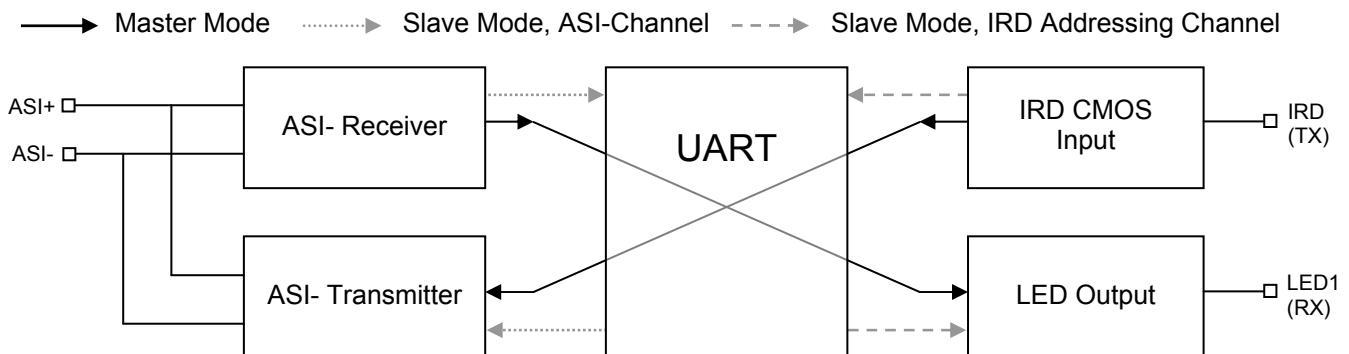 Master Mode
Slave Mode, ASI-Channel
Slave Mode, IRD Addressing Channel
ASI+
ASI-
ASI- Receiver
ASI- Transmitter
UART
IRD CMOS
Input
LED Output
IRD
(TX)
LED1
(RX)